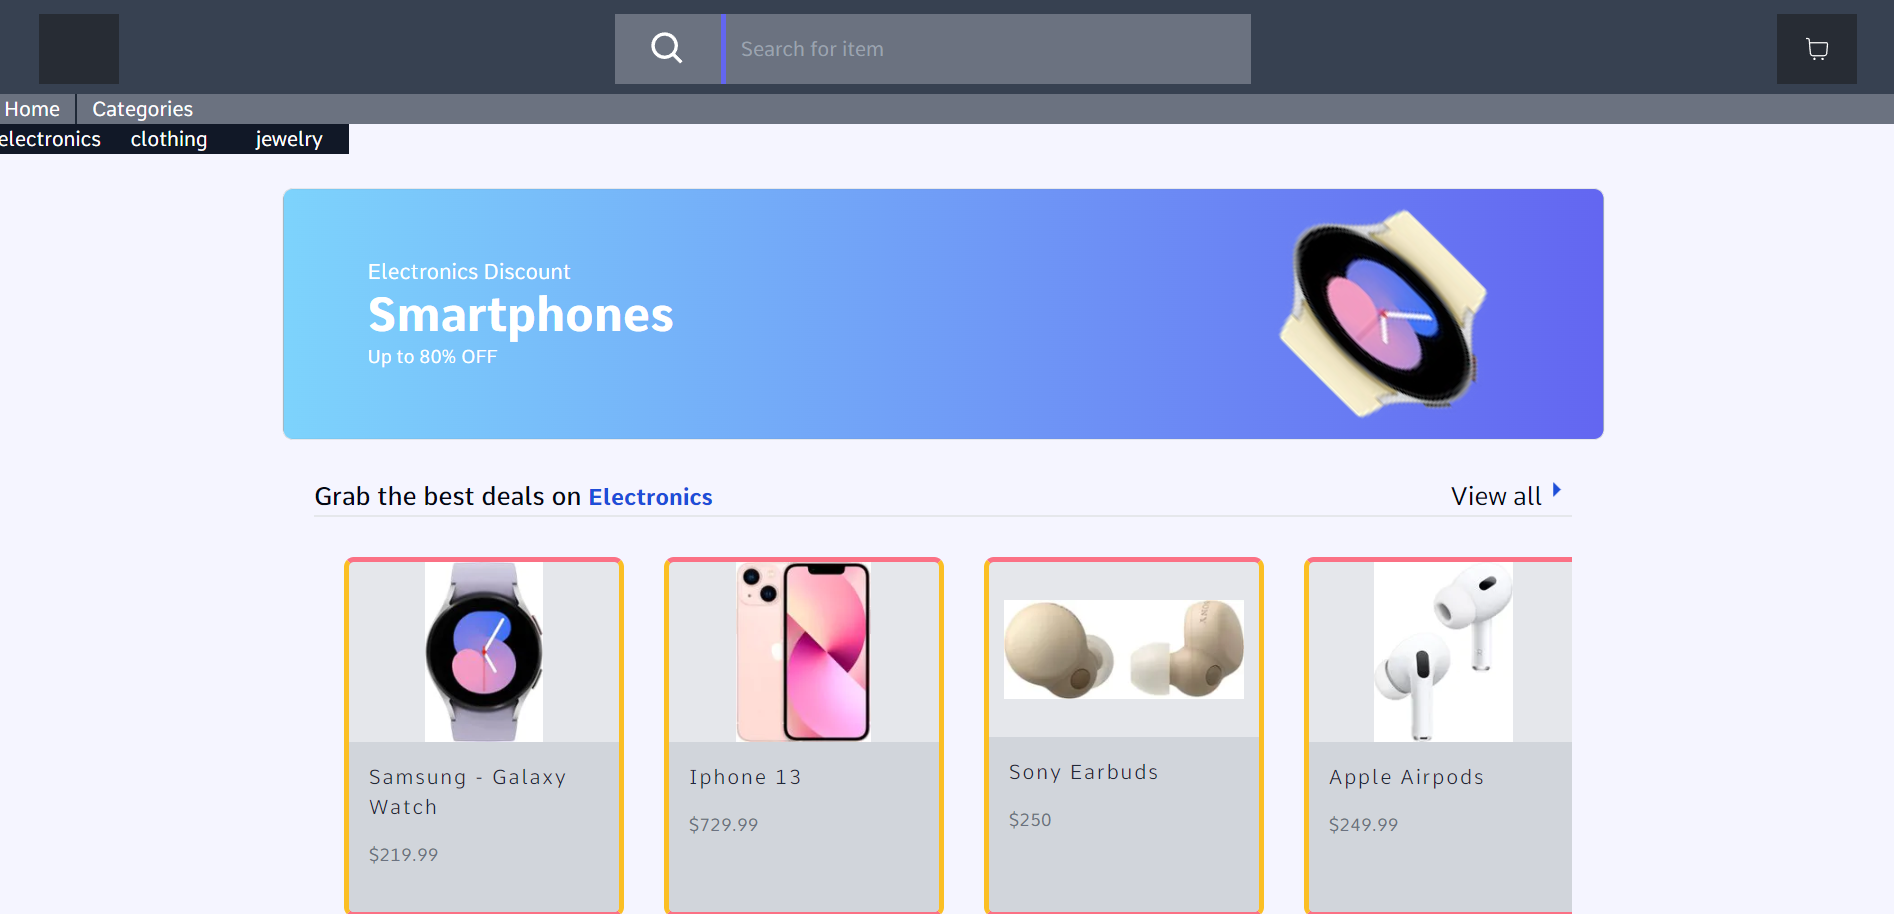 Search for item
Home
Categories
electronics
clothing
jewelry
Electronics Discount
Smartphones
Up to 80% OFF
Grab the best deals on Electronics
View all
Samsung - Galaxy
Watch
$219.99
Iphone 13
$729.99
Sony Earbuds
$250
Apple Airpods
$249.99
SONY